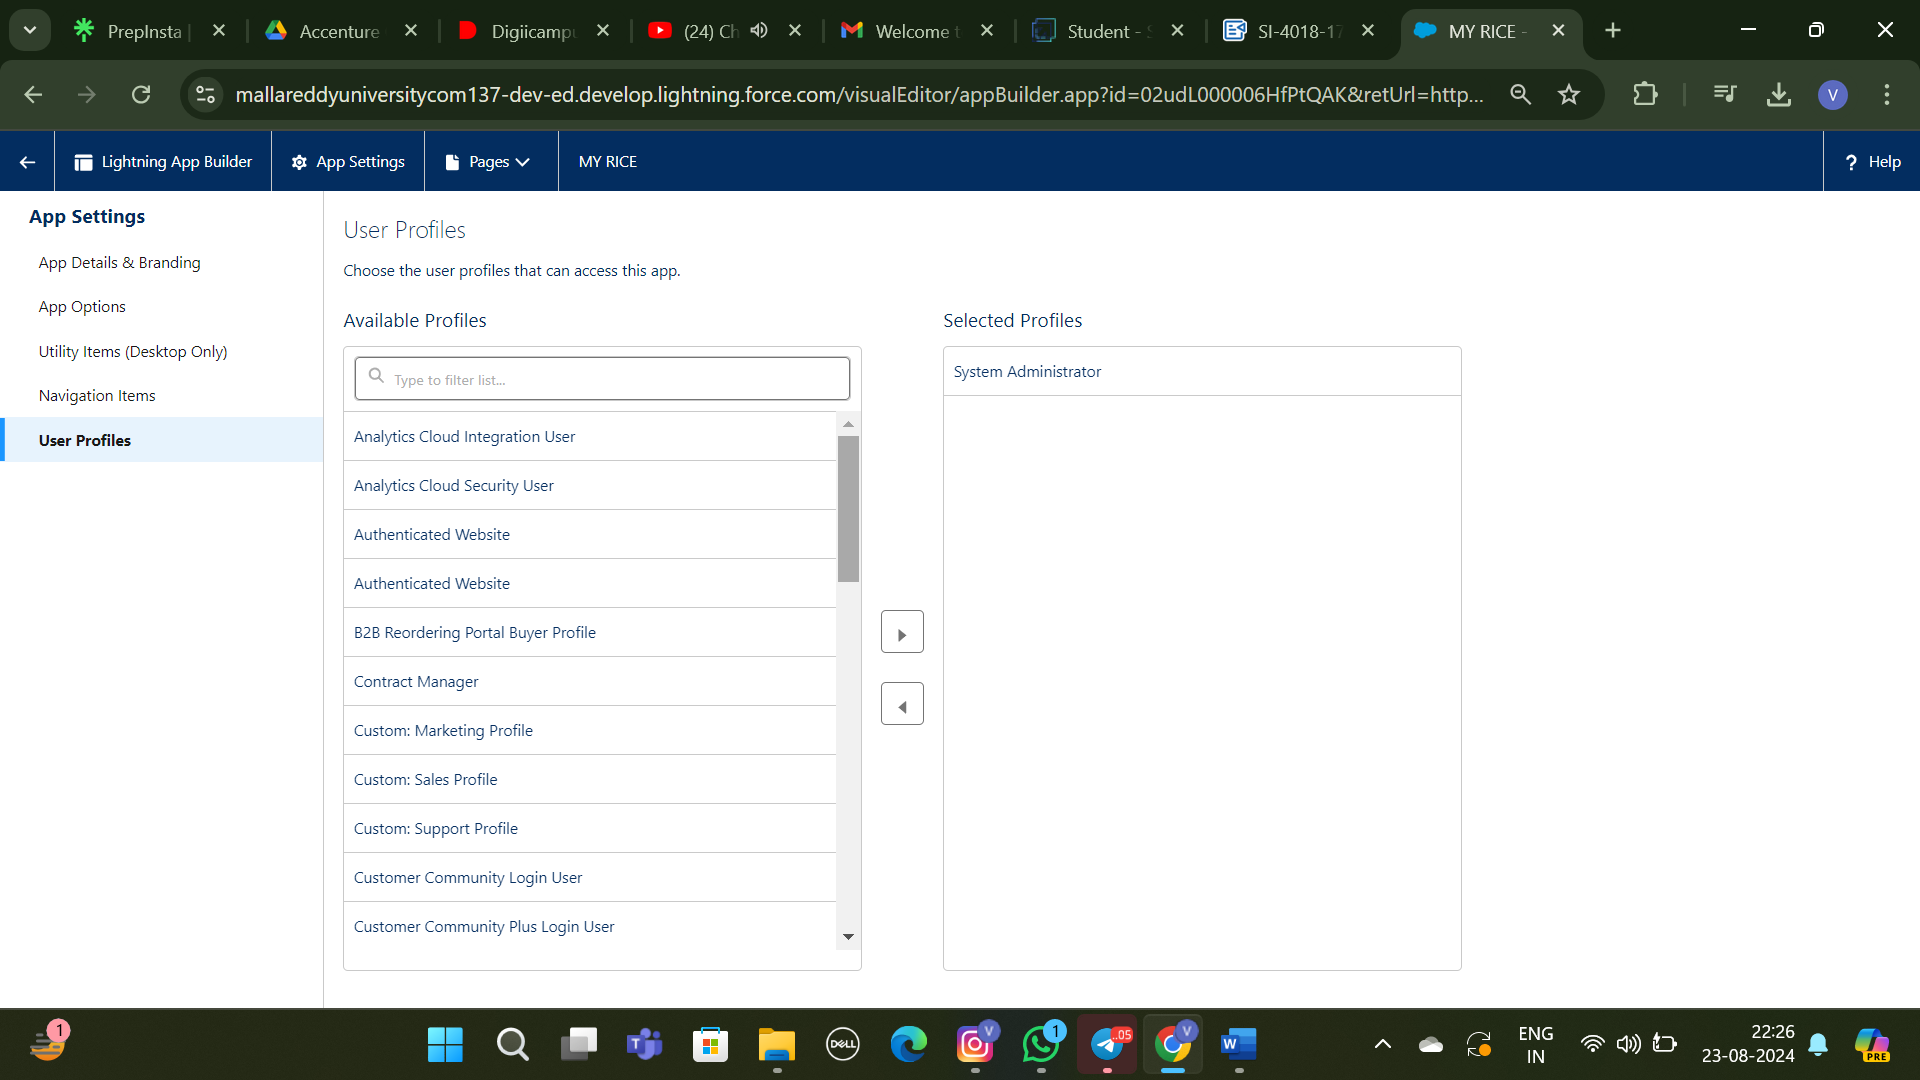 PrepInsta |
Accenture
Digiicampu
(24) Ch
Welcome t
Student - S
SI-4018-17
MY RICE -
mallareddyuniversitycom137-dev-ed.develop.lightning.force.com/visualEditor/appBuilder.app?id=02udL000006HfPtQAK&retUrl=http...
V
Lightning App Builder
App Settings
Pages
MY RICE
? Help
App Settings
App Details & Branding
App Options
Utility Items (Desktop Only)
Navigation Items
User Profiles
User Profiles
Choose the user profiles that can access this app.
Available Profiles
Type to filter list...
Analytics Cloud Integration User
Analytics Cloud Security User
Authenticated Website
Authenticated Website
B2B Reordering Portal Buyer Profile
Contract Manager
Custom: Marketing Profile
Custom: Sales Profile
Custom: Support Profile
Customer Community Login User
Customer Community Plus Login User
Selected Profiles
System Administrator
1
T
DELL
V
1
..05
V
W
ENG
IN
22:26
23-08-2024
PRE